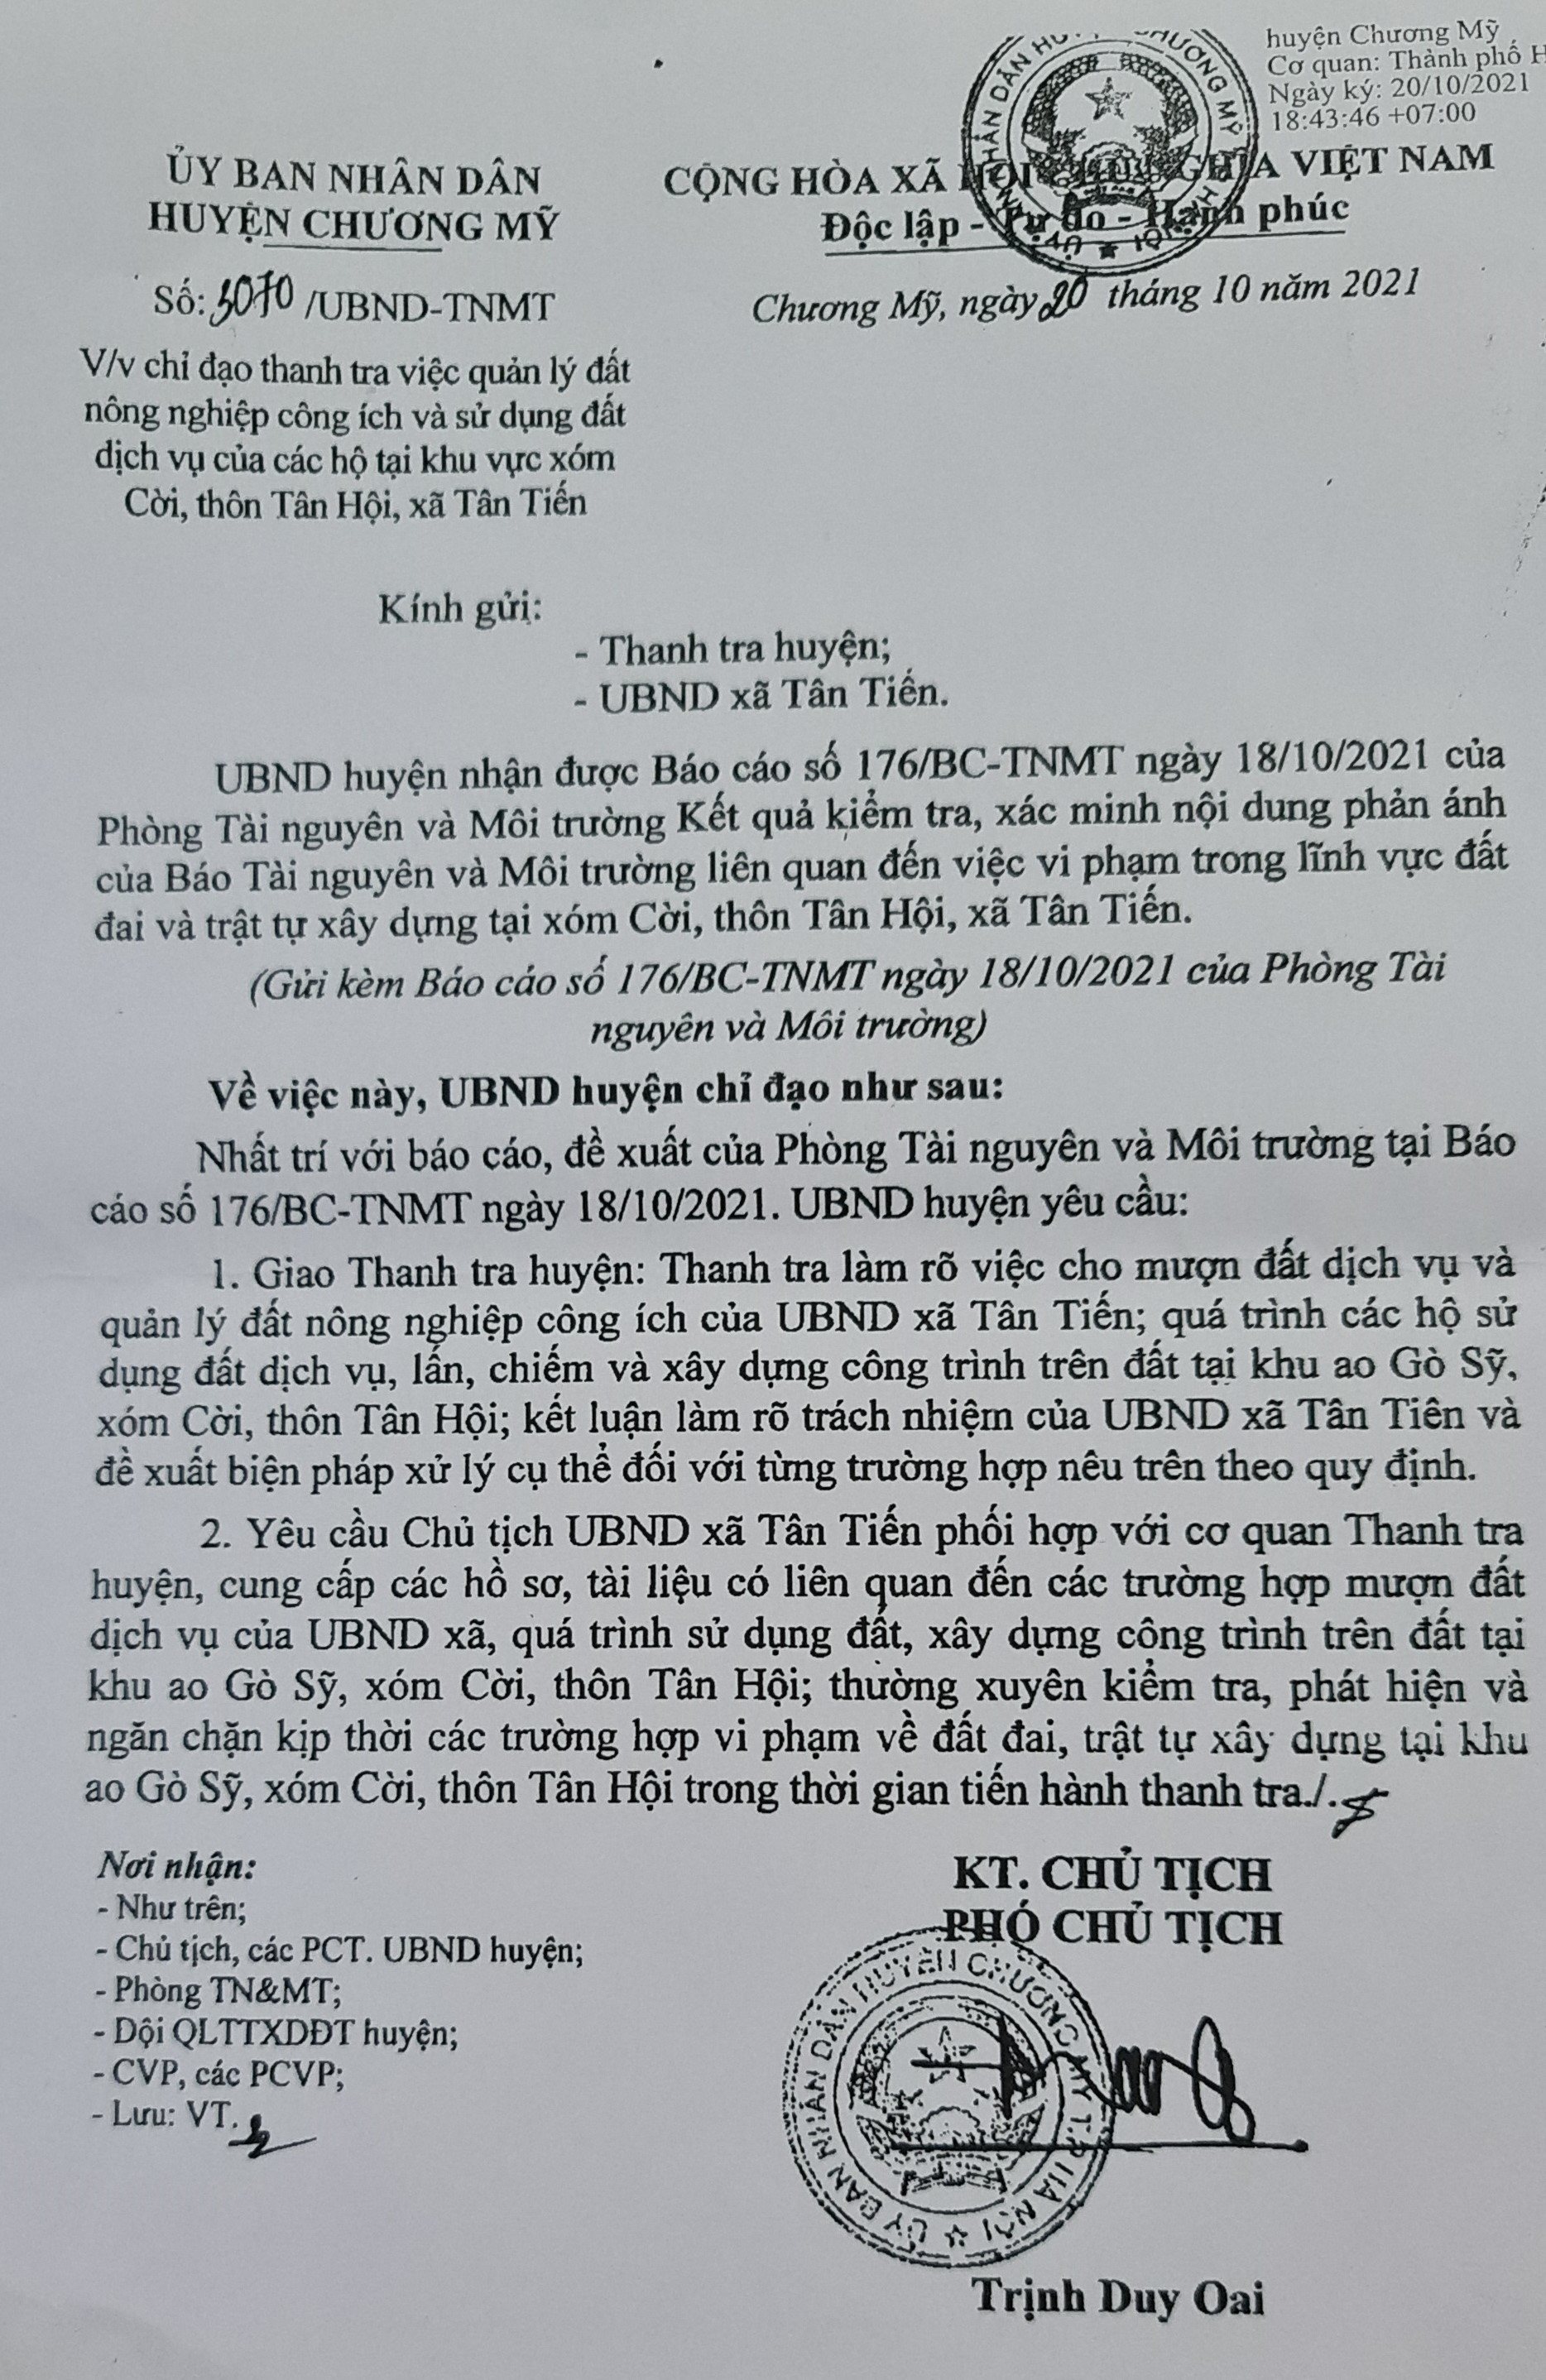 huyện Chương Mỹ
Cơ quan: Thành phố H
Ngày ký: 20/10/2021
18:43:46 +07:00
ỦY BAN NHÂN DÂN
HUYỆN CHƯƠNG MỸ
CỘNG HÒA XÃ HỘI CHỦ NGHĨA VIỆT NAM
Độc lập - Tự do - Hạnh phúc
Số: 3070 /UBND-TNMT
Chương Mỹ, ngày 20 tháng 10 năm 2021
V/v chỉ đạo thanh tra việc quản lý đất
nông nghiệp công ích và sử dụng đất
dịch vụ của các hộ tại khu vực xóm
Cời, thôn Tân Hội, xã Tân Tiến
Kính gửi:
- Thanh tra huyện;
- UBND xã Tân Tiến.
UBND huyện nhận được Báo cáo số 176/BC-TNMT ngày 18/10/2021 của
Phòng Tài nguyên và Môi trường Kết quả kiểm tra, xác minh nội dung phản ánh
của Báo Tài nguyên và Môi trường liên quan đến việc vi phạm trong lĩnh vực đất
đai và trật tự xây dựng tại xóm Cời, thôn Tân Hội, xã Tân Tiến.
(Gửi kèm Báo cáo số 176/BC-TNMT ngày 18/10/2021 của Phòng Tài
nguyên và Môi trường)
Về việc này, UBND huyện chỉ đạo như sau:
Nhất trí với báo cáo, đề xuất của Phòng Tài nguyên và Môi trường tại Báo
cáo số 176/BC-TNMT ngày 18/10/2021. UBND huyện yêu cầu:
1. Giao Thanh tra huyện: Thanh tra làm rõ việc cho mượn đất dịch vụ và
quản lý đất nông nghiệp công ích của UBND xã Tân Tiến; quá trình các hộ sử
dụng đất dịch vụ, lấn, chiếm và xây dựng công trình trên đất tại khu ao Gò Sỹ,
xóm Cời, thôn Tân Hội; kết luận làm rõ trách nhiệm của UBND xã Tân Tiên và
đề xuất biện pháp xử lý cụ thể đối với từng trường hợp nêu trên theo quy định.
2. Yêu cầu Chủ tịch UBND xã Tân Tiến phối hợp với cơ quan Thanh tra
huyện, cung cấp các hồ sơ, tài liệu có liên quan đến các trường hợp mượn đất
dịch vụ của UBND xã, quá trình sử dụng đất, xây dựng công trình trên đất tại
khu ao Gò Sỹ, xóm Cời, thôn Tân Hội; thường xuyên kiểm tra, phát hiện và
ngăn chặn kịp thời các trường hợp vi phạm về đất đai, trật tự xây dựng tại khu
ao Gò Sỹ, xóm Cời, thôn Tân Hội trong thời gian tiến hành thanh tra./.
Nơi nhận:
- Như trên;
- Chủ tịch, các PCT. UBND huyện;
- Phòng TN&MT;
- Dội QLTTXDĐT huyện;
- CVP, các PCVP;
- Lưu: VT.
KT. CHỦ TỊCH
PHÓ CHỦ TỊCH
ỦY BAN NHÂN DÂN HUYỆN CHƯƠNG MỸ T.P HÀ NỘI
Trịnh Duy Oai